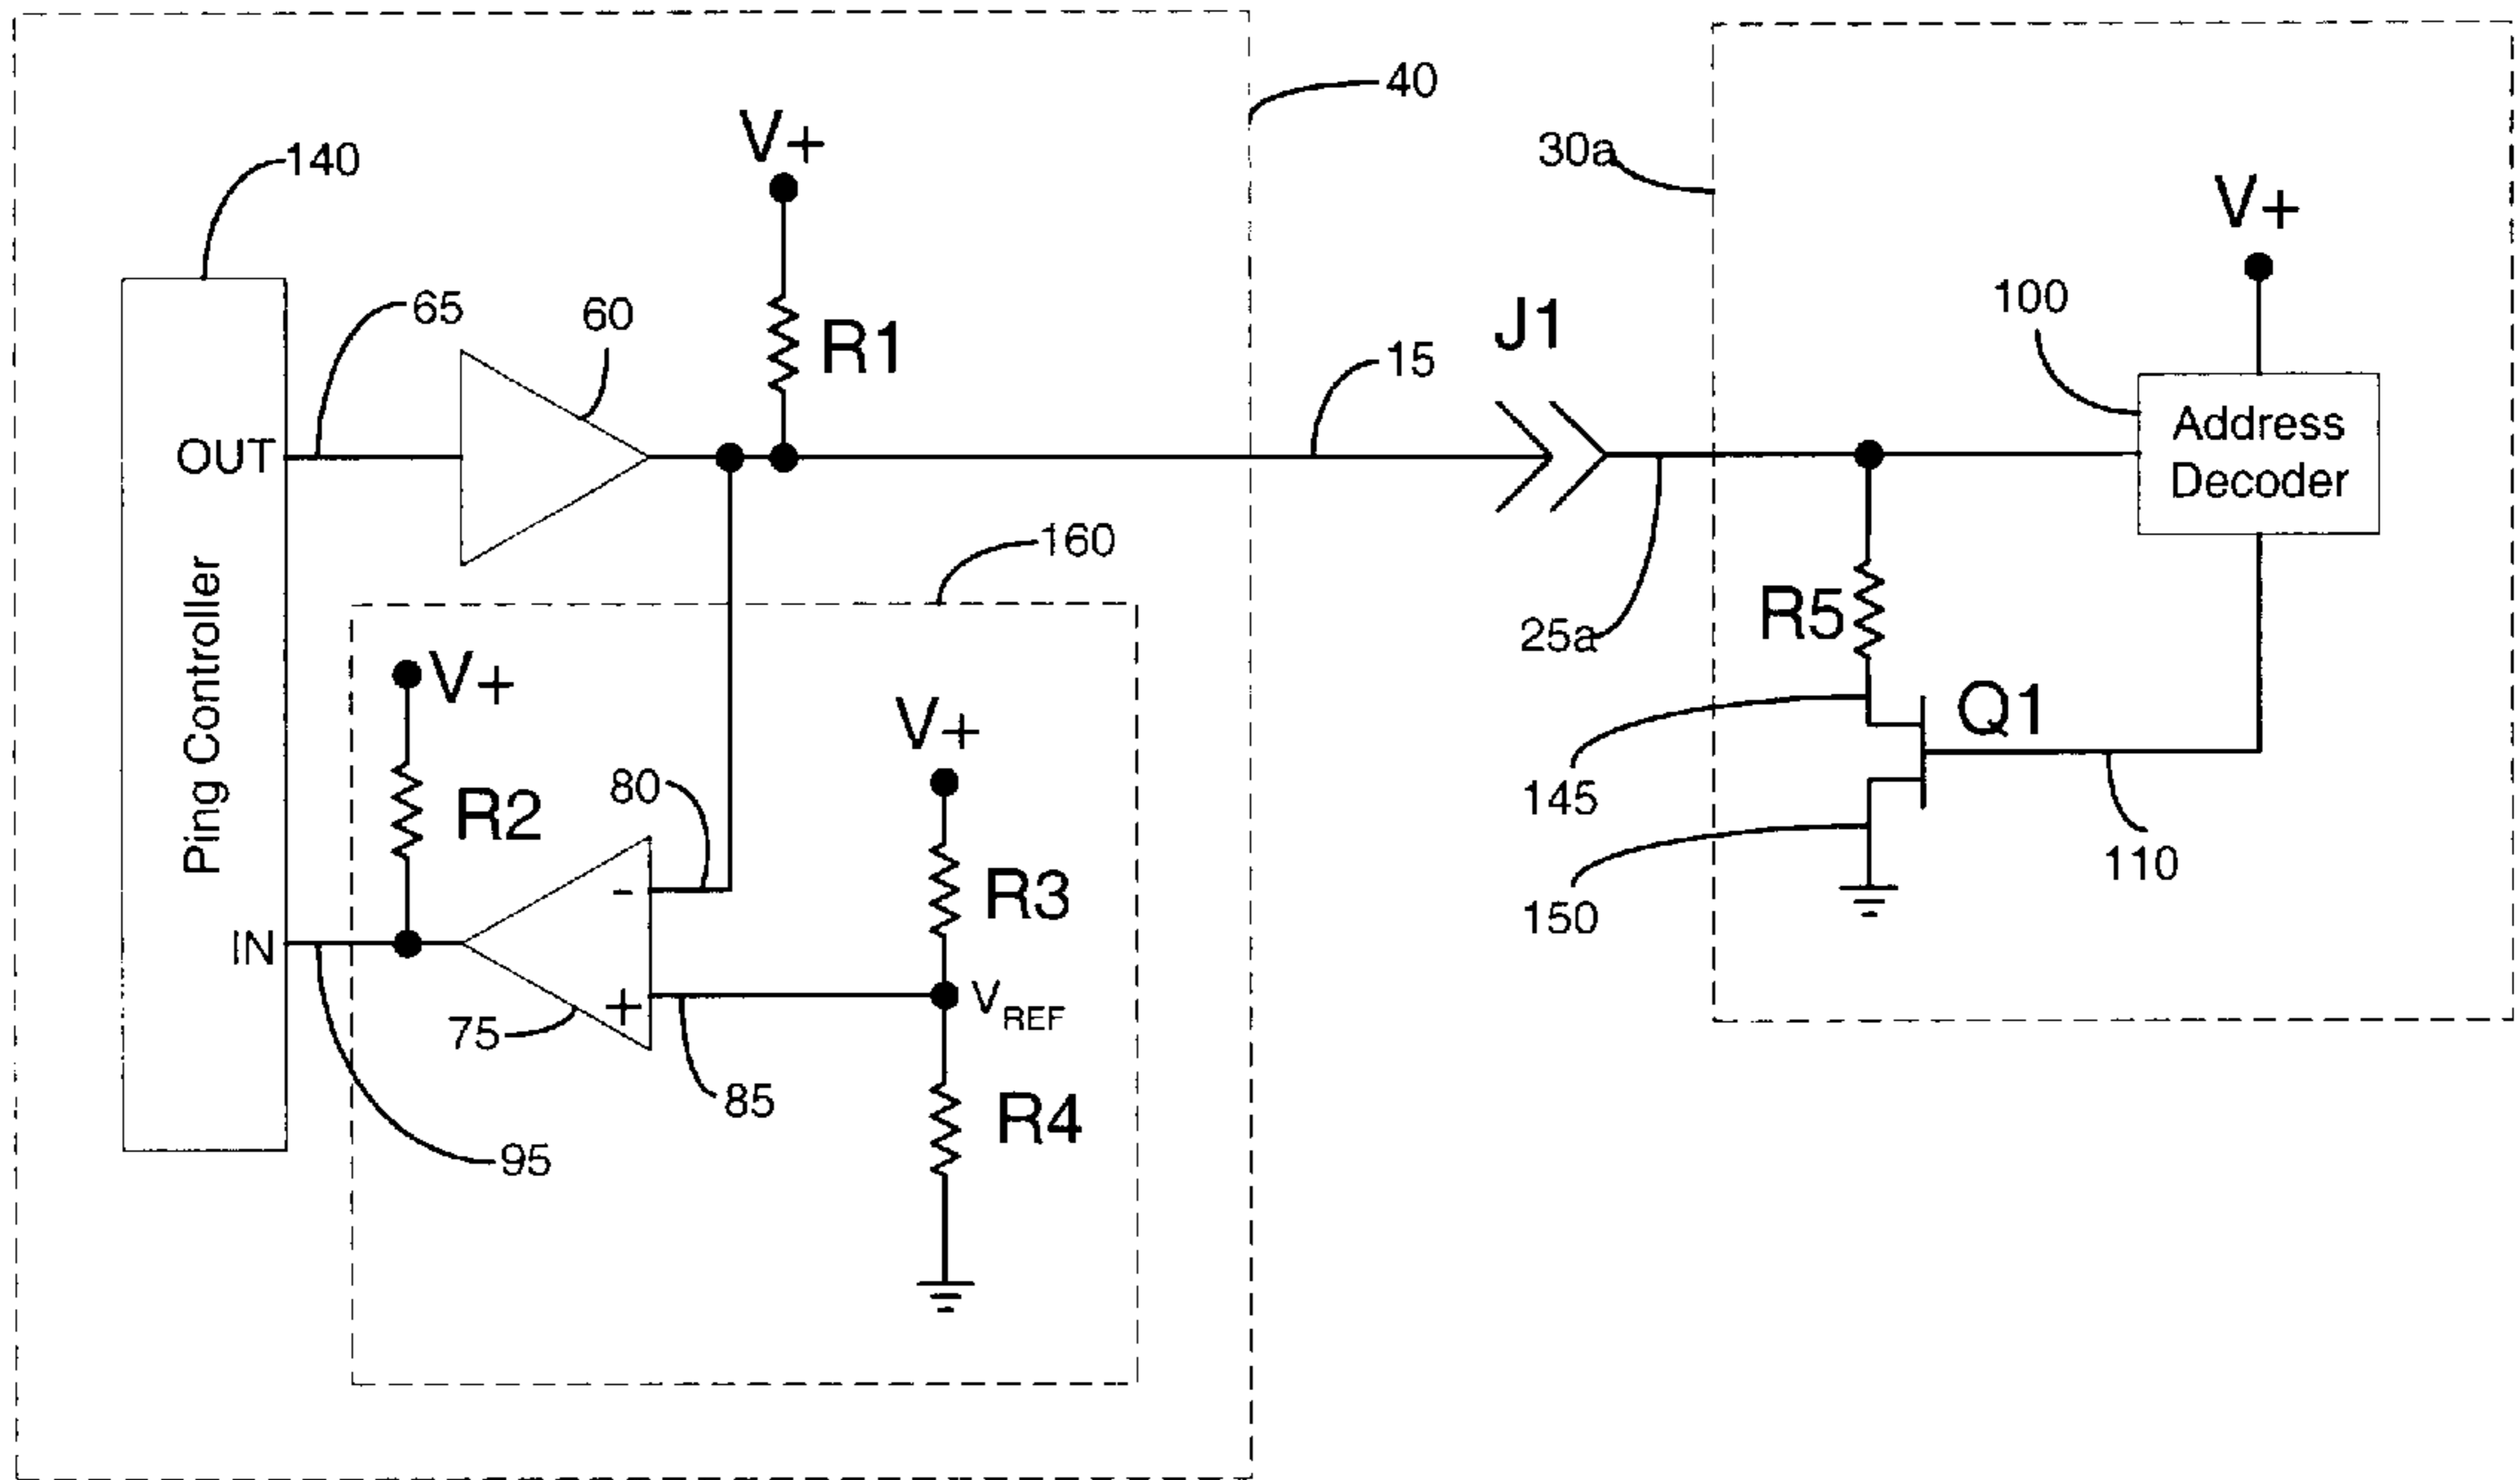 40
V+
30a
140
V+
65
60
100
R1
J1
15
Address
Decoder
OUT
160
Ping Controller
R5
25a
V+
V+
Q1
80
145
R2
110
R3
150
IN
-
+
VREF
75
85
R4
95